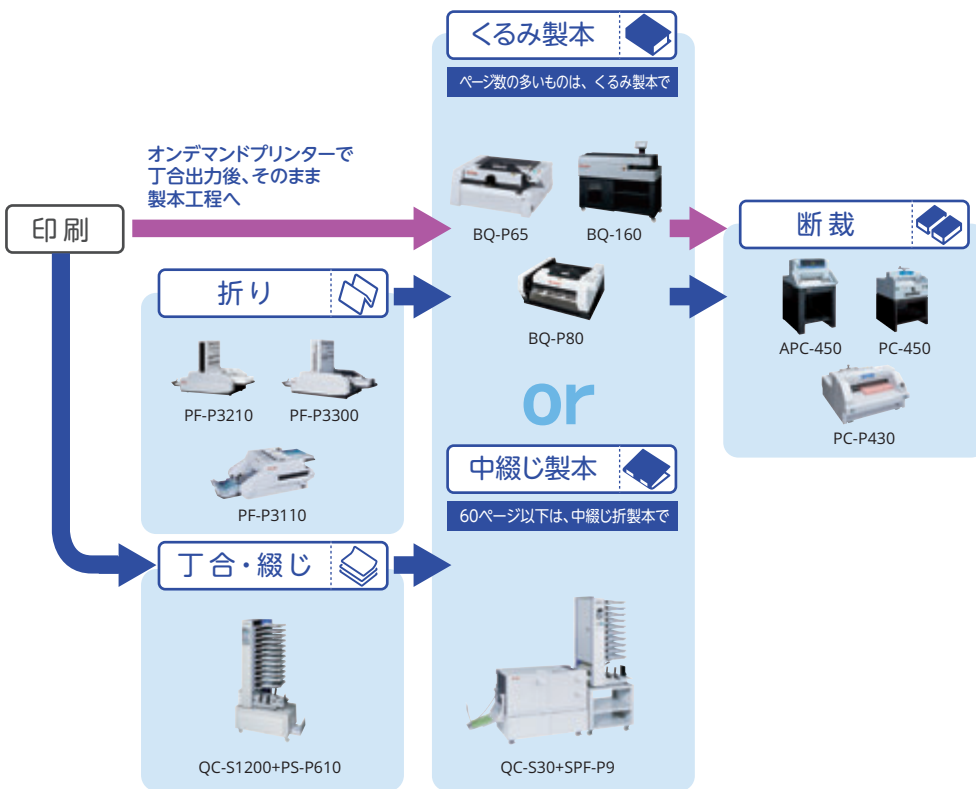 くるみ製本
ページ数の多いものは、くるみ製本で
オンデマンドプリンターで
丁合出力後、そのまま
製本工程へ
印刷
BQ-P65
BQ-160
断裁
折り
BQ-P80
APC-450
PC-450
PF-P3210
PF-P3300
or
PC-P430
中綴じ製本
PF-P3110
60ページ以下は、中綴じ折製本で
丁合・綴じ
QC-S1200+PS-P610
QC-S30+SPF-P9